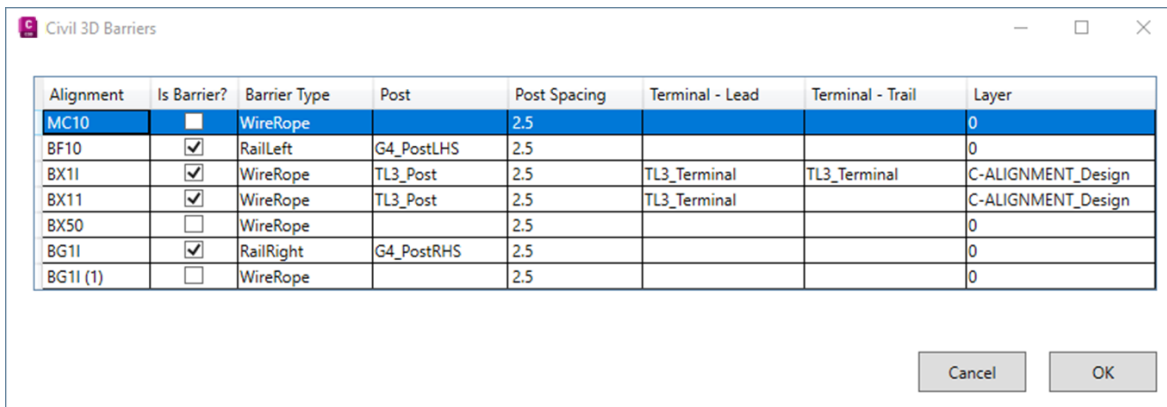 Civil 3D Barriers
Alignment Is Barrier? Barrier Type Post Post Spacing Terminal - Lead Terminal - Trail Layer
MC10 WireRope 2.5 0
BF10 RailLeft G4_PostLHS 2.5 0
BX1I WireRope TL3_Post 2.5 TL3_Terminal TL3_Terminal C-ALIGNMENT_Design
BX11 WireRope TL3_Post 2.5 TL3_Terminal C-ALIGNMENT_Design
BX50 WireRope 2.5 0
BG1I RailRight G4_PostRHS 2.5 0
BG1I (1) WireRope 2.5 0
Cancel OK